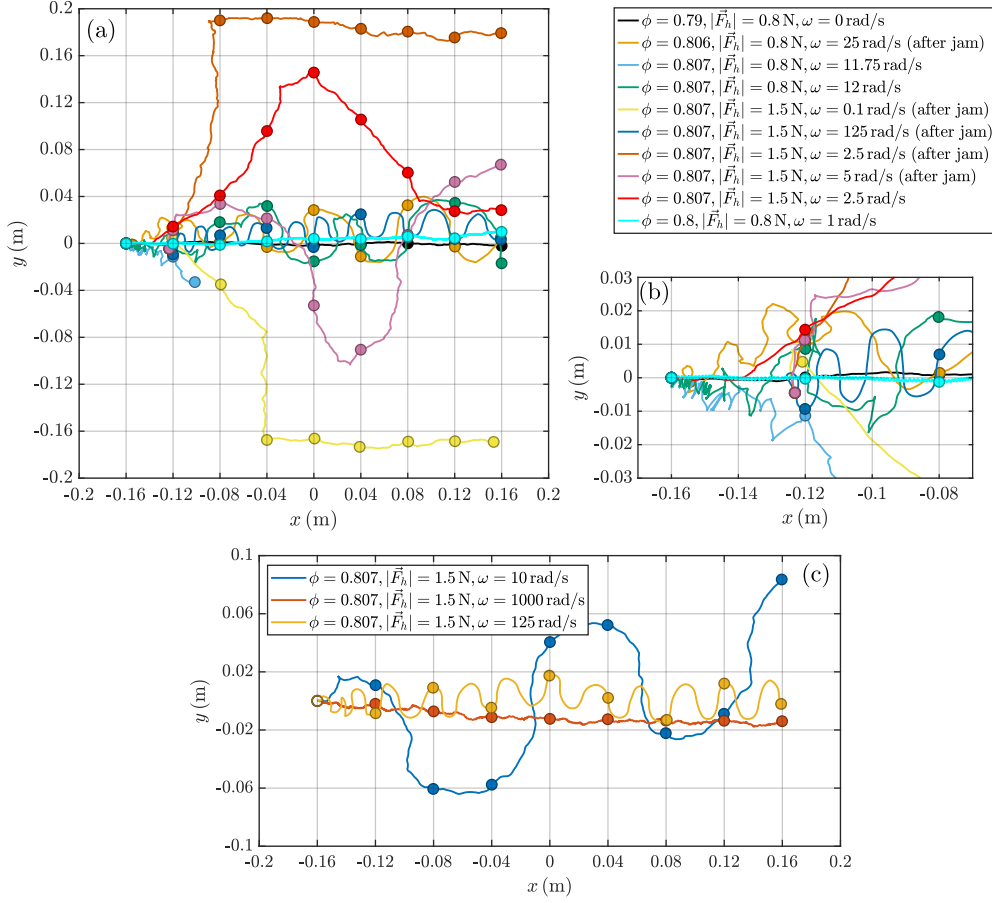 (a)
0.2
0.16
0.12
0.08
0.04
0
-0.04
-0.08
-0.12
-0.16
-0.2
y (m)
-0.2 -0.16 -0.12 -0.08 -0.04 0 0.04 0.08 0.12 0.16 0.2
x (m)
ϕ = 0.79, |F⃗ₕ| = 0.8 N, ω = 0 rad/s
ϕ = 0.806, |F⃗ₕ| = 0.8 N, ω = 25 rad/s (after jam)
ϕ = 0.807, |F⃗ₕ| = 0.8 N, ω = 11.75 rad/s
ϕ = 0.807, |F⃗ₕ| = 0.8 N, ω = 12 rad/s
ϕ = 0.807, |F⃗ₕ| = 1.5 N, ω = 0.1 rad/s (after jam)
ϕ = 0.807, |F⃗ₕ| = 1.5 N, ω = 125 rad/s (after jam)
ϕ = 0.807, |F⃗ₕ| = 1.5 N, ω = 2.5 rad/s (after jam)
ϕ = 0.807, |F⃗ₕ| = 1.5 N, ω = 5 rad/s (after jam)
ϕ = 0.807, |F⃗ₕ| = 1.5 N, ω = 2.5 rad/s
ϕ = 0.8, |F⃗ₕ| = 0.8 N, ω = 1 rad/s
(b)
0.03
0.02
0.01
0
-0.01
-0.02
-0.03
y (m)
-0.16 -0.14 -0.12 -0.1 -0.08
x (m)
(c)
ϕ = 0.807, |F⃗ₕ| = 1.5 N, ω = 10 rad/s
ϕ = 0.807, |F⃗ₕ| = 1.5 N, ω = 1000 rad/s
ϕ = 0.807, |F⃗ₕ| = 1.5 N, ω = 125 rad/s
0.1
0.06
0.02
-0.02
-0.06
-0.1
y (m)
-0.2 -0.16 -0.12 -0.08 -0.04 0 0.04 0.08 0.12 0.16 0.2
x (m)